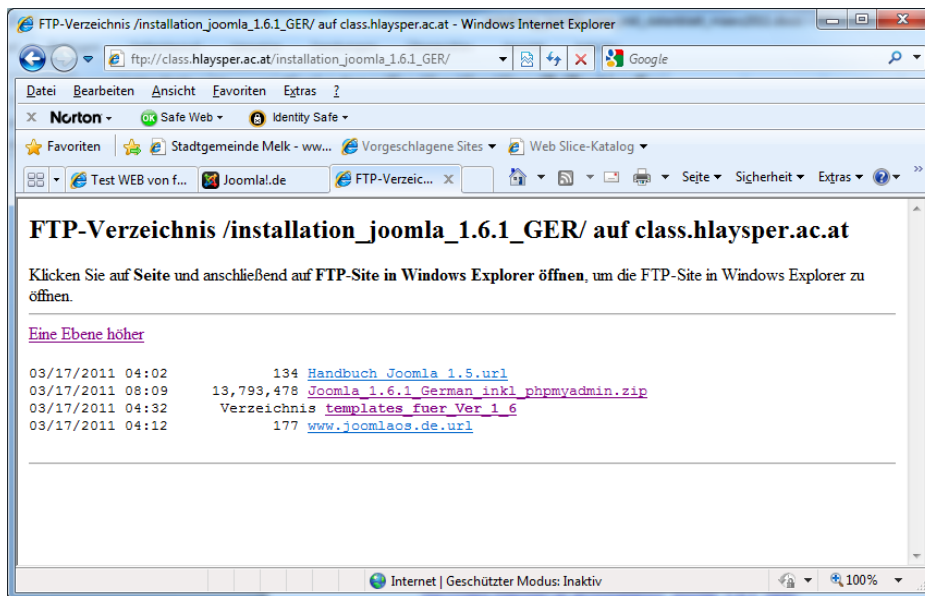 FTP-Verzeichnis /installation_joomla_1.6.1_GER/ auf class.hlaysper.ac.at - Windows Internet Explorer
ftp://class.hlaysper.ac.at/installation_joomla_1.6.1_GER/ Google
Datei Bearbeiten Ansicht Favoriten Extras ?
x Norton - OK Safe Web Identity Safe
Favoriten Stadtgemeinde Melk - ww... Vorgeschlagene Sites Web Slice-Katalog
Test WEB von f... Joomla!.de FTP-Verzeic... X Seite Sicherheit Extras »
FTP-Verzeichnis /installation_joomla_1.6.1_GER/ auf class.hlaysper.ac.at
Klicken Sie auf Seite und anschließend auf FTP-Site in Windows Explorer öffnen, um die FTP-Site in Windows Explorer zu
öffnen.
Eine Ebene höher
03/17/2011 04:02 134 Handbuch Joomla 1.5.url
03/17/2011 08:09 13,793,478 Joomla_1.6.1_German_inkl_phpmyadmin.zip
03/17/2011 04:32 Verzeichnis templates_fuer_Ver_1_6
03/17/2011 04:12 177 www.joomlaos.de.url
Internet | Geschützter Modus: Inaktiv 100%